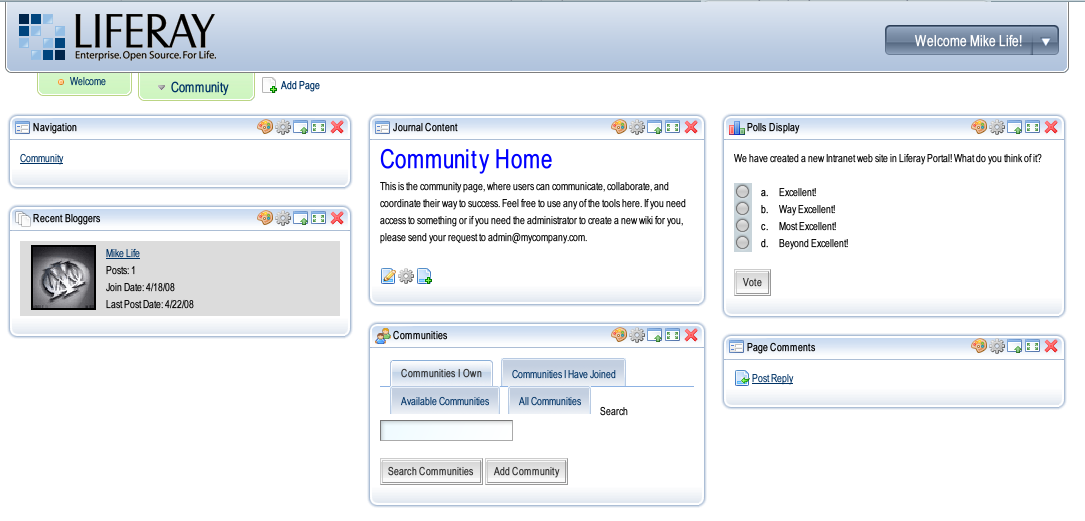 LIFERAY
Enterprise. Open Source. For Life.
Welcome Mike Life!
Welcome
Community
Add Page
Navigation
Community
Recent Bloggers
Mike Life
Posts: 1
Join Date: 4/18/08
Last Post Date: 4/22/08
Journal Content
Community Home
This is the community page, where users can communicate, collaborate, and
coordinate their way to success. Feel free to use any of the tools here. If you need
access to something or if you need the administrator to create a new wiki for you,
please send your request to admin@mycompany.com.
Communities
Communities I Own
Communities I Have Joined
Available Communities
All Communities
Search
Search Communities
Add Community
Polls Display
We have created a new Intranet web site in Liferay Portal! What do you think of it?
a. Excellent!
b. Way Excellent!
c. Most Excellent!
d. Beyond Excellent!
Vote
Page Comments
Post Reply